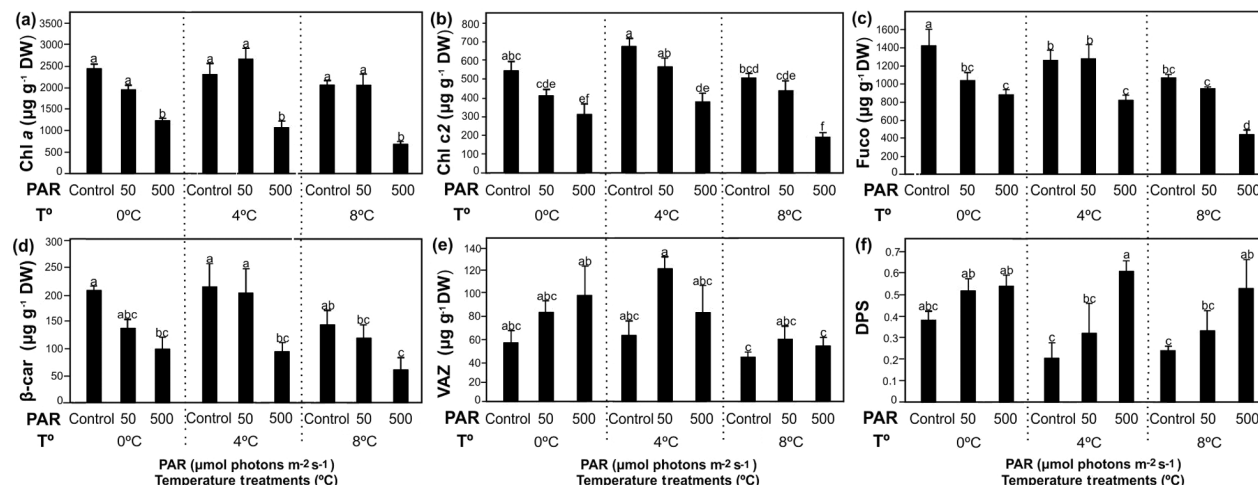 (a)
Chl a (µg g-1 DW)
3500
3000
2500
2000
1500
1000
500
0
a
a
b
a
a
b
a
a
b
PAR Control 50 500 Control 50 500 Control 50 500
Tº 0ºC 4ºC 8ºC
(b)
Chl c2 (µg g-1 DW)
800
700
600
500
400
300
200
100
0
abc
cde
ef
a
ab
de
bcd
cde
f
PAR Control 50 500 Control 50 500 Control 50 500
Tº 0ºC 4ºC 8ºC
(c)
Fuco (µg g-1 DW)
1600
1400
1200
1000
800
600
400
200
0
a
bc
c
b
b
c
bc
c
d
PAR Control 50 500 Control 50 500 Control 50 500
Tº 0ºC 4ºC 8ºC
(d)
β-car (µg g-1 DW)
300
250
200
150
100
50
0
a
abc
bc
a
a
bc
ab
bc
c
PAR Control 50 500 Control 50 500 Control 50 500
Tº 0ºC 4ºC 8ºC
PAR (µmol photons m-2 s-1)
Temperature treatments (ºC)
(e)
VAZ (µg g-1 DW)
140
120
100
80
60
40
20
0
abc
abc
ab
abc
a
abc
c
abc
c
PAR Control 50 500 Control 50 500 Control 50 500
Tº 0ºC 4ºC 8ºC
PAR (µmol photons m-2 s-1)
Temperature treatments (ºC)
(f)
DPS
0.7
0.6
0.5
0.4
0.3
0.2
0.1
0
abc
ab
ab
c
bc
a
c
bc
ab
PAR Control 50 500 Control 50 500 Control 50 500
Tº 0ºC 4ºC 8ºC
PAR (µmol photons m-2 s-1)
Temperature treatments (ºC)